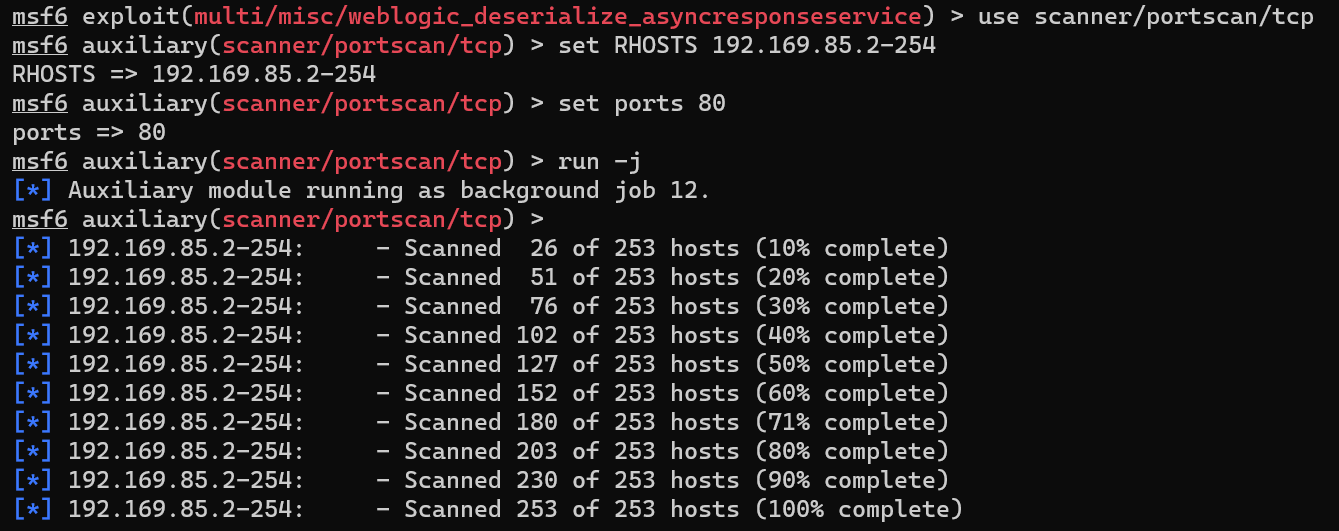 msf6 exploit(multi/misc/weblogic_deserialize_asyncresponseservice) > use scanner/portscan/tcp
msf6 auxiliary(scanner/portscan/tcp) > set RHOSTS 192.169.85.2-254
RHOSTS => 192.169.85.2-254
msf6 auxiliary(scanner/portscan/tcp) > set ports 80
ports => 80
msf6 auxiliary(scanner/portscan/tcp) > run -j
[*] Auxiliary module running as background job 12.
msf6 auxiliary(scanner/portscan/tcp) >
[*] 192.169.85.2-254:     - Scanned  26 of 253 hosts (10% complete)
[*] 192.169.85.2-254:     - Scanned  51 of 253 hosts (20% complete)
[*] 192.169.85.2-254:     - Scanned  76 of 253 hosts (30% complete)
[*] 192.169.85.2-254:     - Scanned 102 of 253 hosts (40% complete)
[*] 192.169.85.2-254:     - Scanned 127 of 253 hosts (50% complete)
[*] 192.169.85.2-254:     - Scanned 152 of 253 hosts (60% complete)
[*] 192.169.85.2-254:     - Scanned 180 of 253 hosts (71% complete)
[*] 192.169.85.2-254:     - Scanned 203 of 253 hosts (80% complete)
[*] 192.169.85.2-254:     - Scanned 230 of 253 hosts (90% complete)
[*] 192.169.85.2-254:     - Scanned 253 of 253 hosts (100% complete)